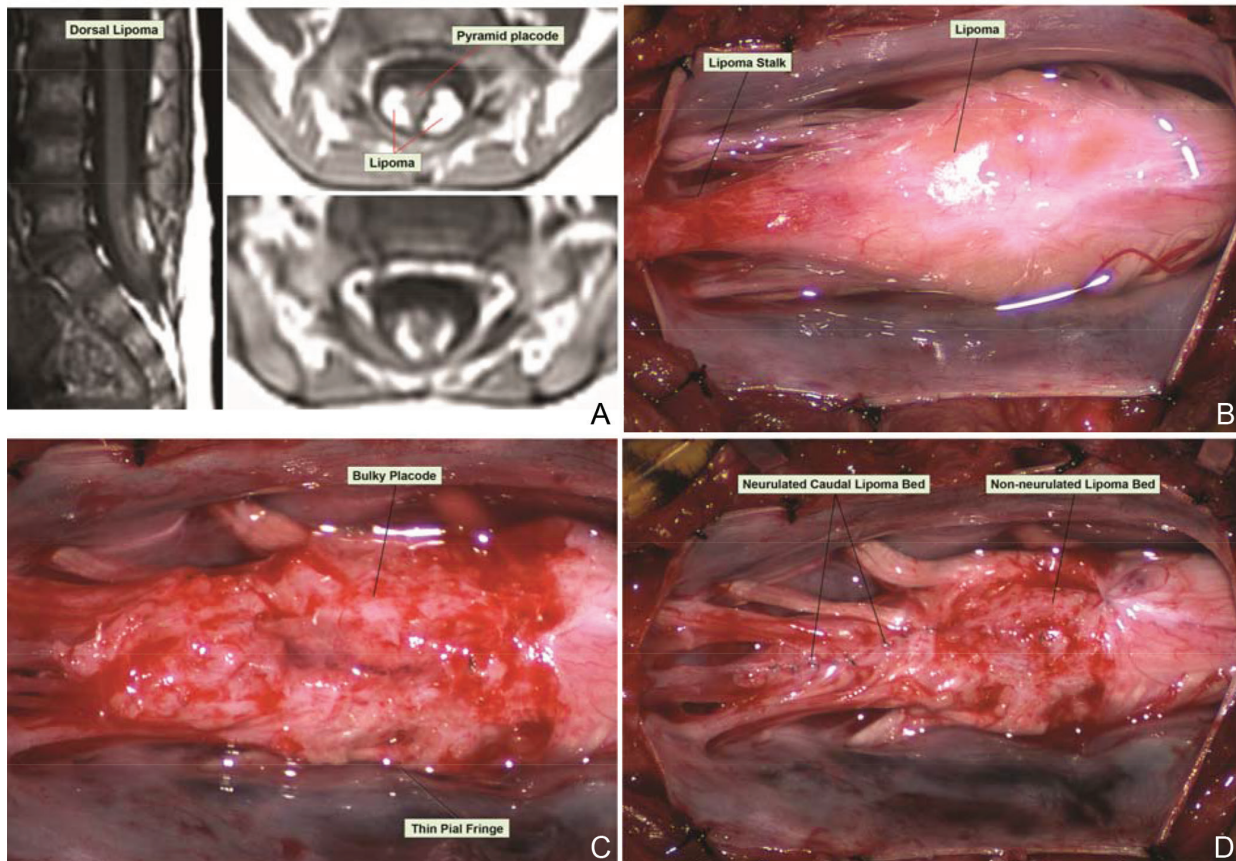 Dorsal Lipoma
Pyramid placode
Lipoma
A
Lipoma
Lipoma Stalk
B
Bulky Placode
Thin Pial Fringe
C
Neurulated Caudal Lipoma Bed
Non-neurulated Lipoma Bed
D